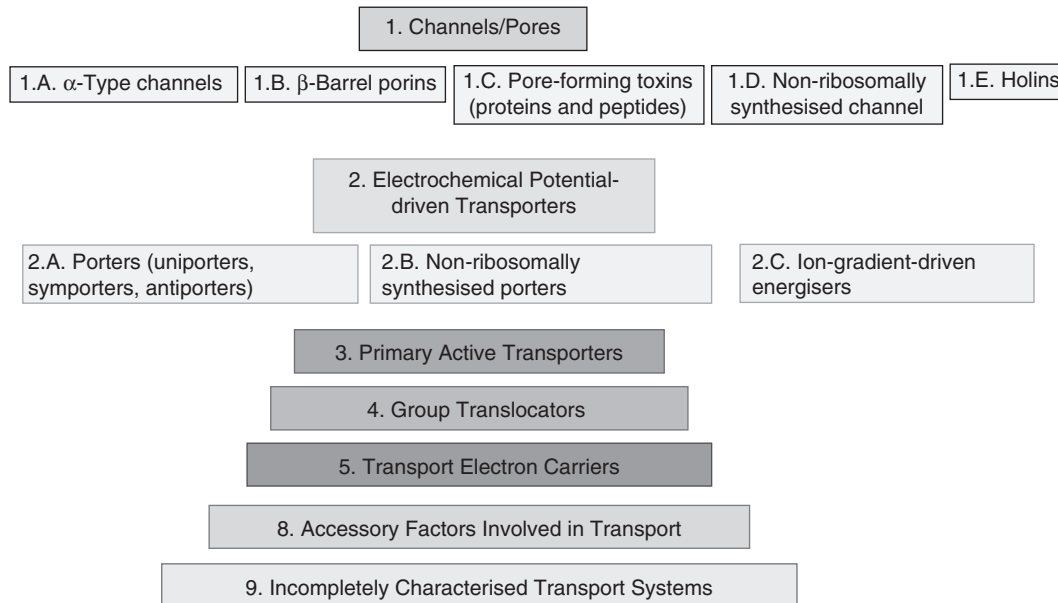 1. Channels/Pores
1.A. α-Type channels
1.B. β-Barrel porins
1.C. Pore-forming toxins
(proteins and peptides)
1.D. Non-ribosomally
synthesised channel
1.E. Holins
2. Electrochemical Potential-
driven Transporters
2.A. Porters (uniporters,
symporters, antiporters)
2.B. Non-ribosomally
synthesised porters
2.C. Ion-gradient-driven
energisers
3. Primary Active Transporters
4. Group Translocators
5. Transport Electron Carriers
8. Accessory Factors Involved in Transport
9. Incompletely Characterised Transport Systems